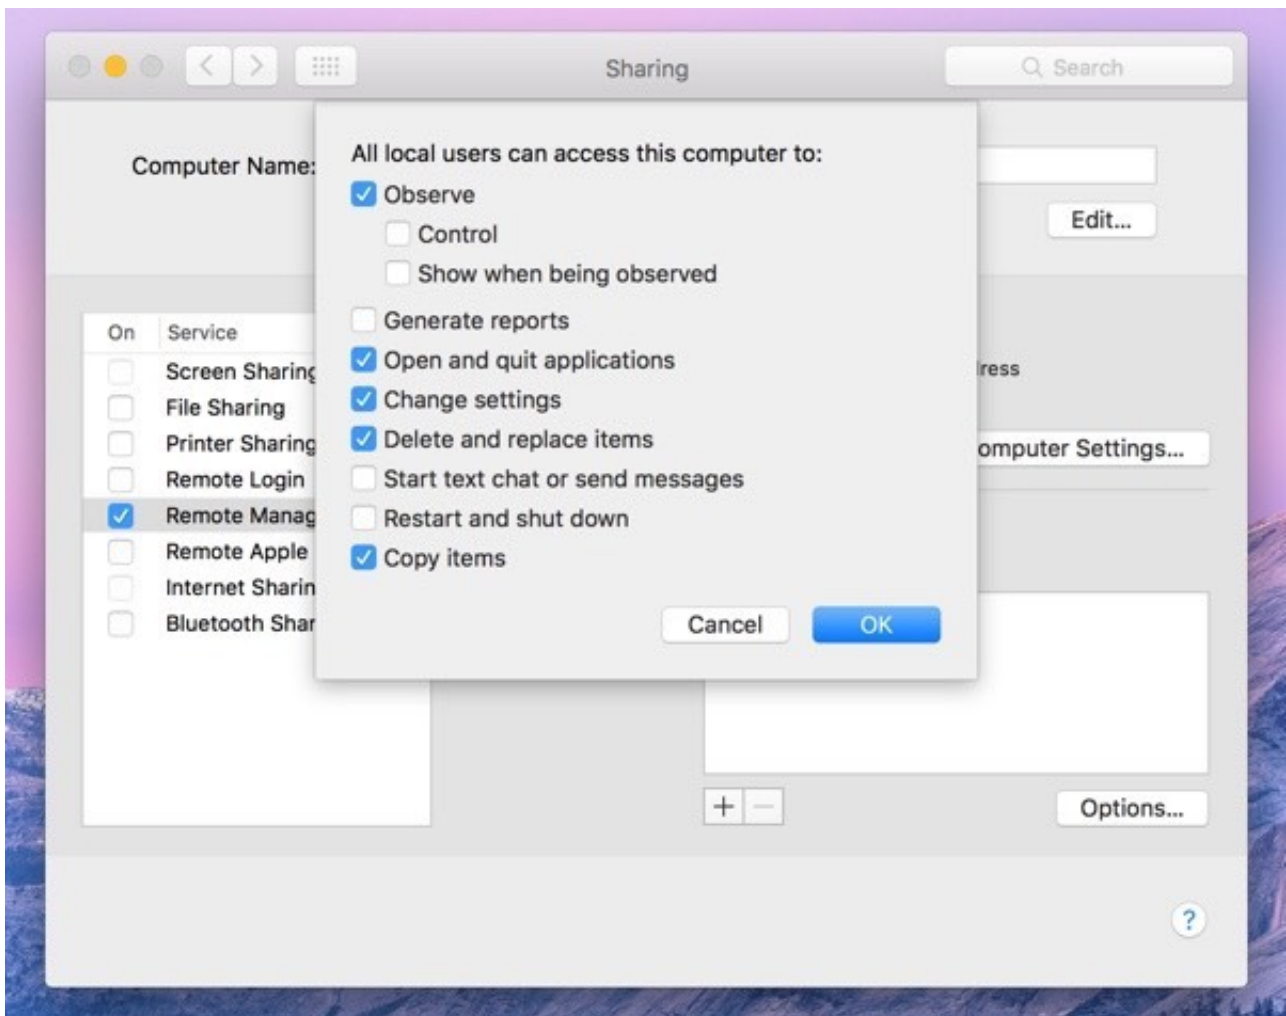 Sharing
Search
Computer Name:
Edit...
All local users can access this computer to:
Observe
Control
Show when being observed
Generate reports
Open and quit applications
Change settings
Delete and replace items
Start text chat or send messages
Restart and shut down
Copy items
Cancel
OK
On
Service
Screen Sharing
File Sharing
Printer Sharing
Remote Login
Remote Manag
Remote Apple
Internet Sharin
Bluetooth Shar
ress
omputer Settings...
+
−
Options...
?